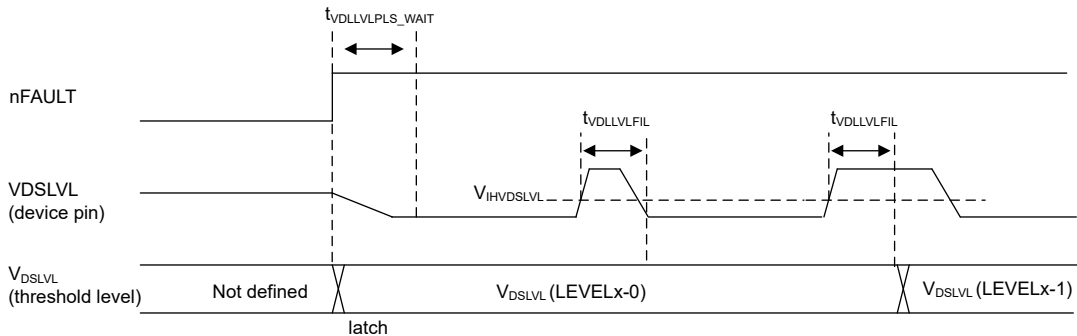 tVDLLVLPLS_WAIT
nFAULT
tVDLLVLFIL
tVDLLVLFIL
VDSLVL
(device pin)
VIHVDSLVL
VDSLVL
(threshold level)
Not defined
VDSLVL (LEVELx-0)
VDSLVL (LEVELx-1)
latch